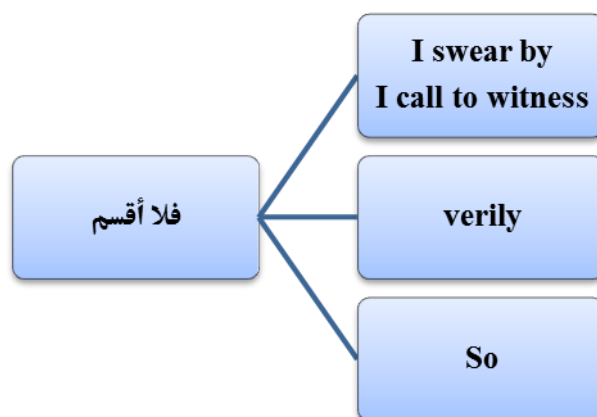 I swear by
I call to witness
فلا أقسم
verily
So